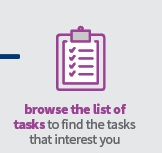 browse the list of
tasks to find the tasks
that interest you